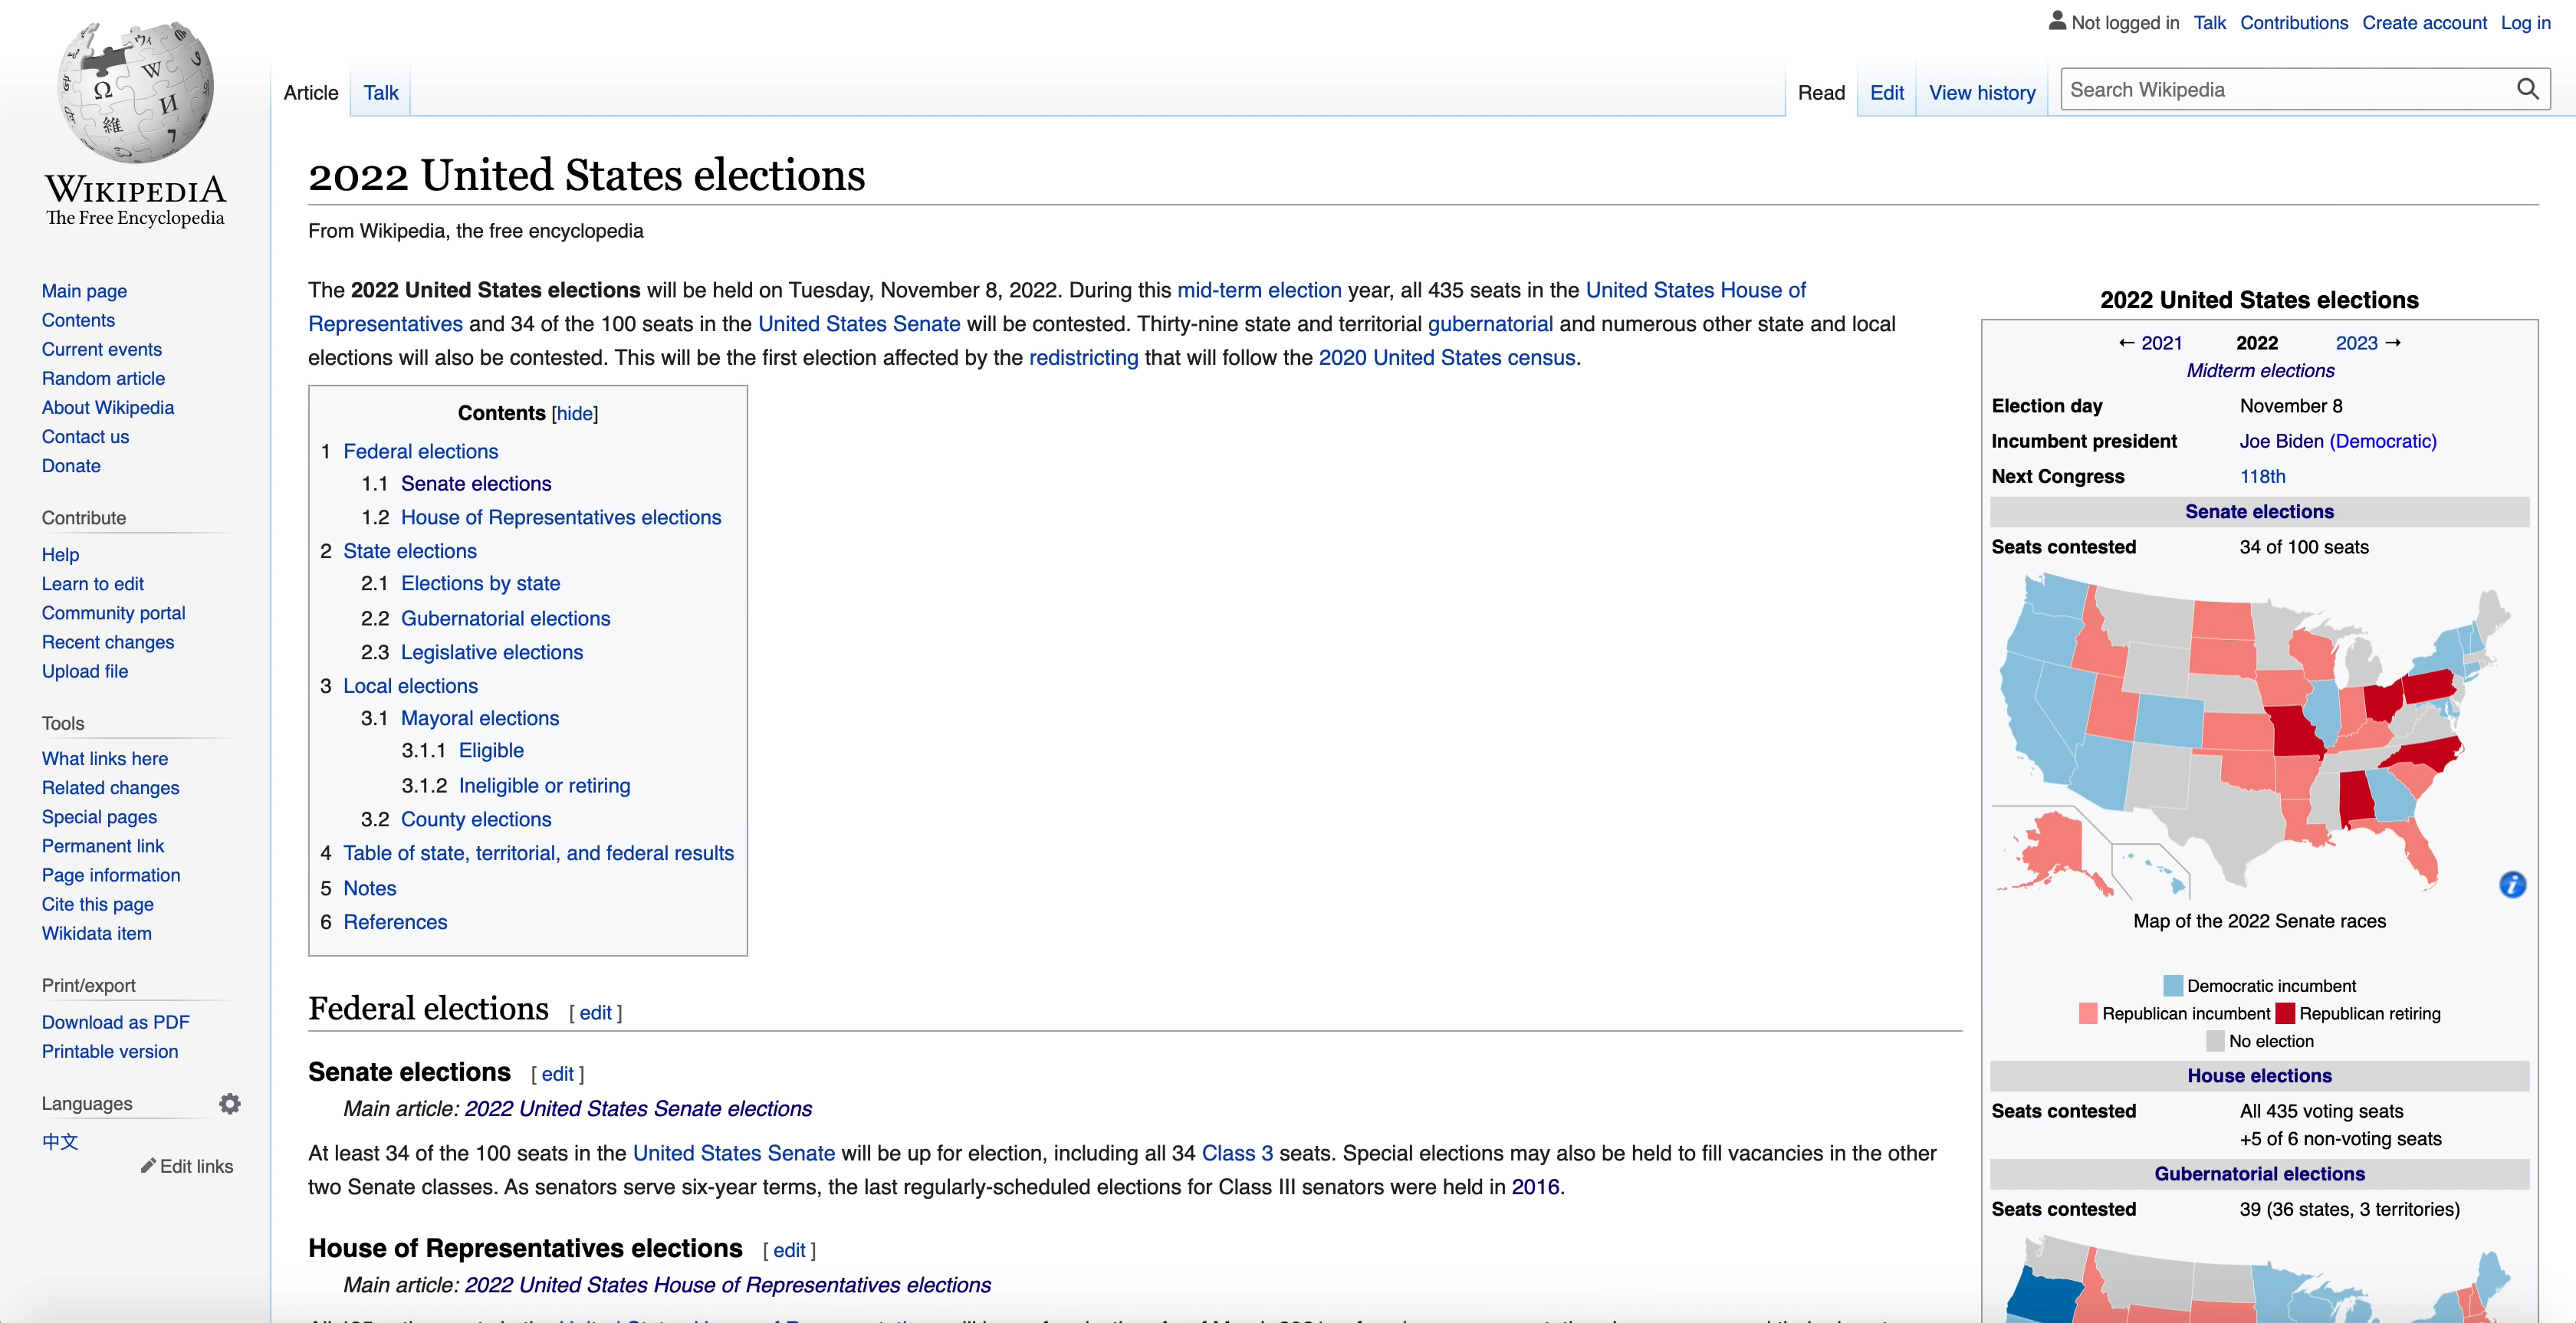 Not logged in Talk Contributions Create account Log in
Article Talk
Read Edit View history Search Wikipedia
WIKIPEDIA
The Free Encyclopedia
Main page
Contents
Current events
Random article
About Wikipedia
Contact us
Donate
Contribute
Help
Learn to edit
Community portal
Recent changes
Upload file
Tools
What links here
Related changes
Special pages
Permanent link
Page information
Cite this page
Wikidata item
Print/export
Download as PDF
Printable version
Languages
中文
Edit links
2022 United States elections
From Wikipedia, the free encyclopedia
The 2022 United States elections will be held on Tuesday, November 8, 2022. During this mid-term election year, all 435 seats in the United States House of
Representatives and 34 of the 100 seats in the United States Senate will be contested. Thirty-nine state and territorial gubernatorial and numerous other state and local
elections will also be contested. This will be the first election affected by the redistricting that will follow the 2020 United States census.
Contents [hide]
1 Federal elections
1.1 Senate elections
1.2 House of Representatives elections
2 State elections
2.1 Elections by state
2.2 Gubernatorial elections
2.3 Legislative elections
3 Local elections
3.1 Mayoral elections
3.1.1 Eligible
3.1.2 Ineligible or retiring
3.2 County elections
4 Table of state, territorial, and federal results
5 Notes
6 References
Federal elections [ edit ]
Senate elections [ edit ]
Main article: 2022 United States Senate elections
At least 34 of the 100 seats in the United States Senate will be up for election, including all 34 Class 3 seats. Special elections may also be held to fill vacancies in the other
two Senate classes. As senators serve six-year terms, the last regularly-scheduled elections for Class III senators were held in 2016.
House of Representatives elections [ edit ]
Main article: 2022 United States House of Representatives elections
2022 United States elections
← 2021 2022 2023 →
Midterm elections
Election day November 8
Incumbent president Joe Biden (Democratic)
Next Congress 118th
Senate elections
Seats contested 34 of 100 seats
Map of the 2022 Senate races
Democratic incumbent
Republican incumbent Republican retiring
No election
House elections
Seats contested All 435 voting seats
+5 of 6 non-voting seats
Gubernatorial elections
Seats contested 39 (36 states, 3 territories)